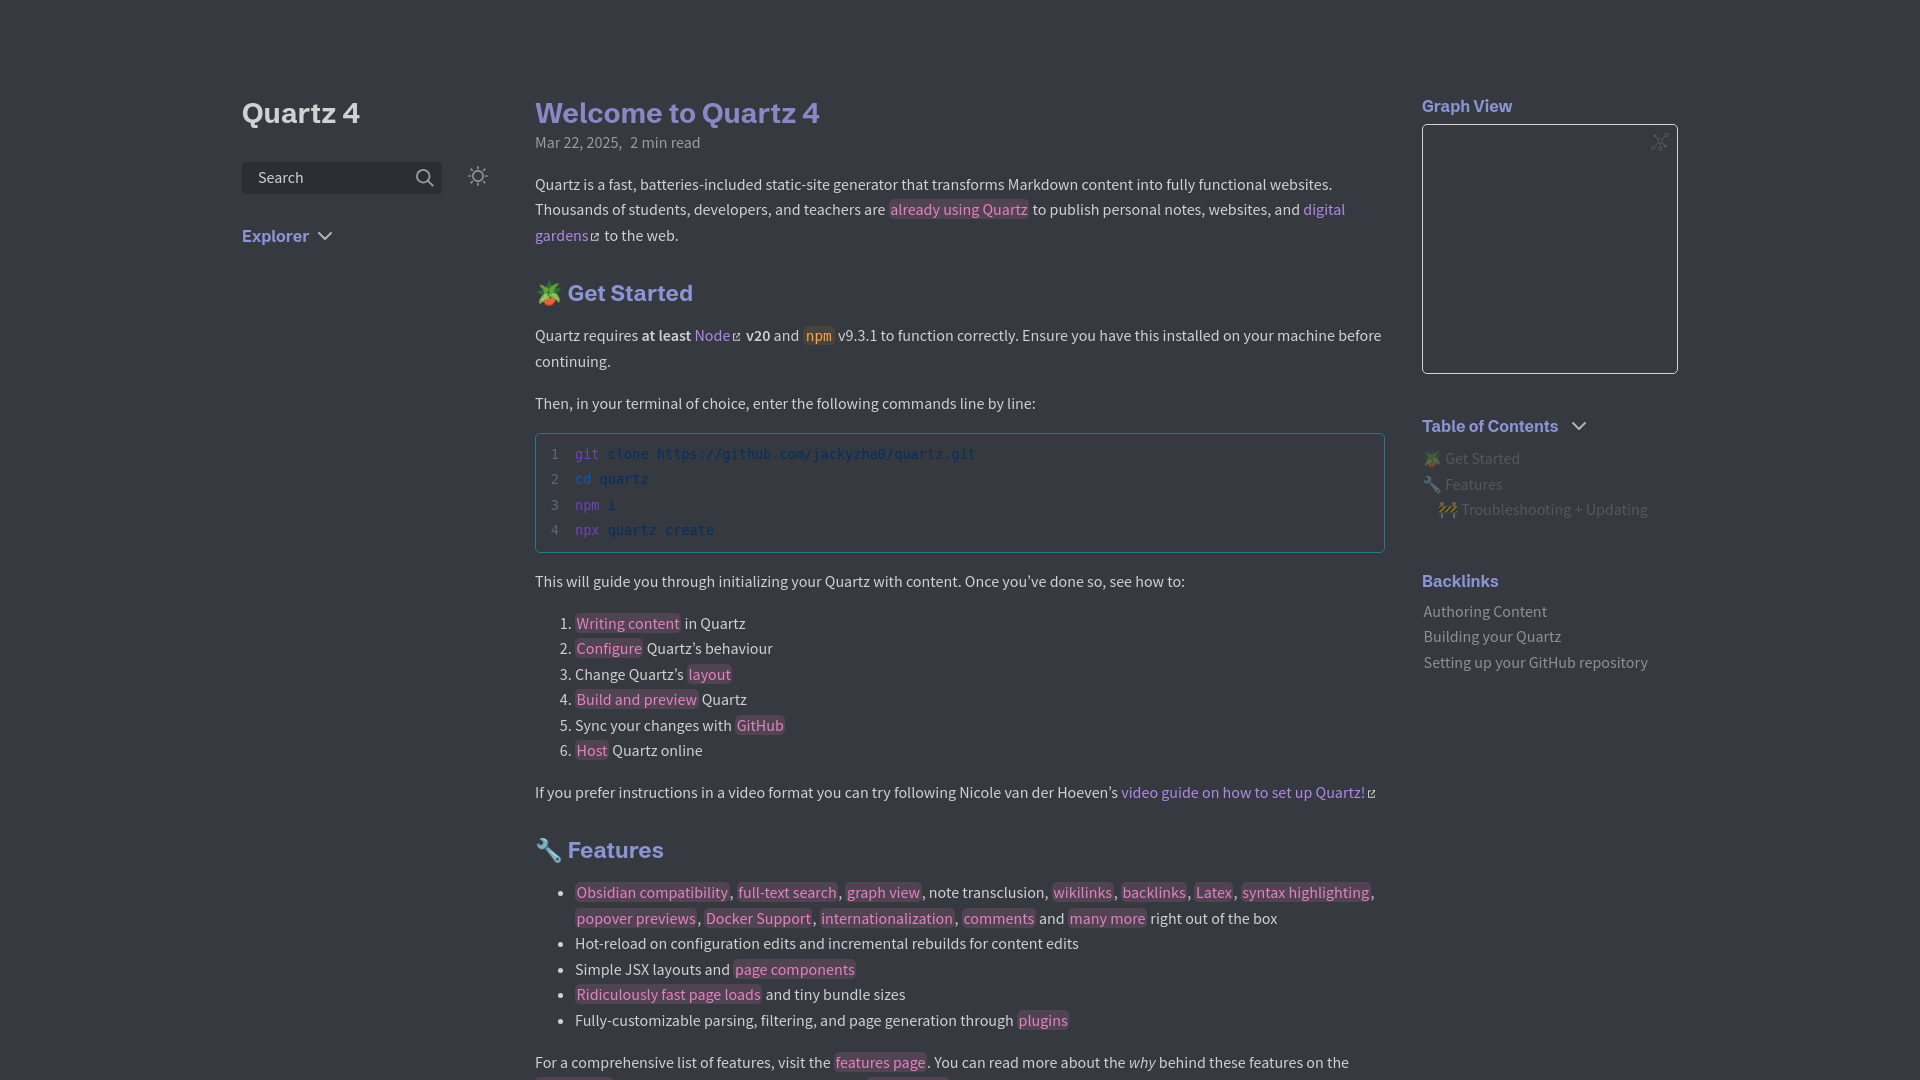 Quartz 4
Search
Explorer
Welcome to Quartz 4
Mar 22, 2025, 2 min read
Quartz is a fast, batteries-included static-site generator that transforms Markdown content into fully functional websites.
Thousands of students, developers, and teachers are already using Quartz to publish personal notes, websites, and digital
gardens to the web.
🪴 Get Started
Quartz requires at least Node v20 and npm v9.3.1 to function correctly. Ensure you have this installed on your machine before
continuing.
Then, in your terminal of choice, enter the following commands line by line:
1 git clone https://github.com/jackyzha0/quartz.git
2 cd quartz
3 npm i
4 npx quartz create
This will guide you through initializing your Quartz with content. Once you’ve done so, see how to:
1. Writing content in Quartz
2. Configure Quartz’s behaviour
3. Change Quartz’s layout
4. Build and preview Quartz
5. Sync your changes with GitHub
6. Host Quartz online
If you prefer instructions in a video format you can try following Nicole van der Hoeven’s video guide on how to set up Quartz!
🔧 Features
• Obsidian compatibility, full-text search, graph view, note transclusion, wikilinks, backlinks, Latex, syntax highlighting,
popover previews, Docker Support, internationalization, comments and many more right out of the box
• Hot-reload on configuration edits and incremental rebuilds for content edits
• Simple JSX layouts and page components
• Ridiculously fast page loads and tiny bundle sizes
• Fully-customizable parsing, filtering, and page generation through plugins
For a comprehensive list of features, visit the features page. You can read more about the why behind these features on the
Graph View
Table of Contents
🪴 Get Started
🔧 Features
🚧 Troubleshooting + Updating
Backlinks
Authoring Content
Building your Quartz
Setting up your GitHub repository